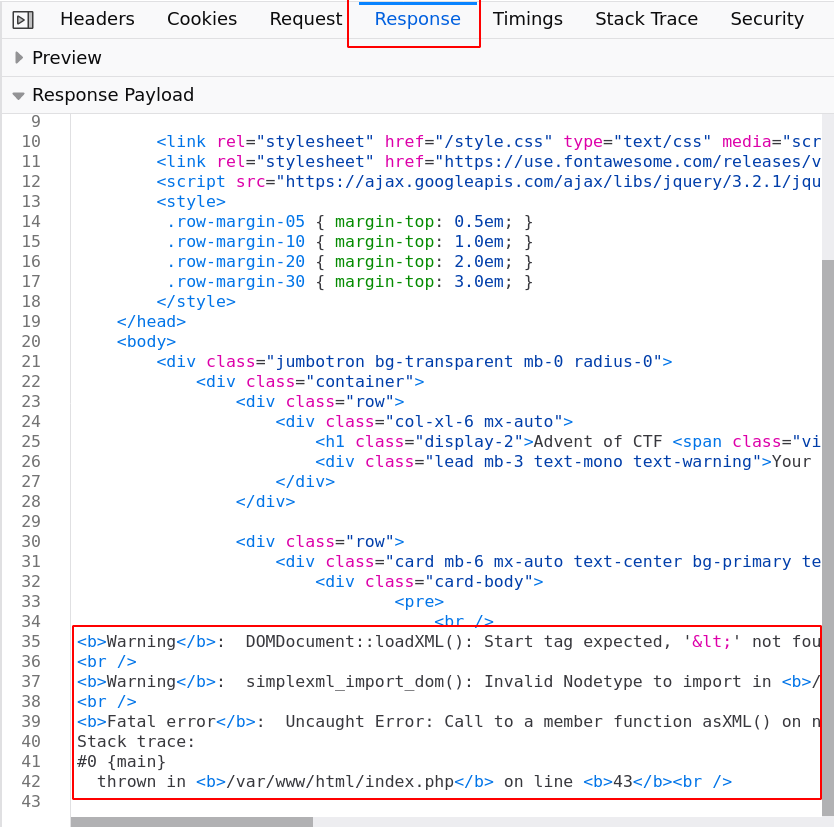 Headers Cookies Request Response Timings Stack Trace Security
Preview
Response Payload
9
10 <link rel="stylesheet" href="/style.css" type="text/css" media="scr
11 <link rel="stylesheet" href="https://use.fontawesome.com/releases/v
12 <script src="https://ajax.googleapis.com/ajax/libs/jquery/3.2.1/jqu
13 <style>
14 .row-margin-05 { margin-top: 0.5em; }
15 .row-margin-10 { margin-top: 1.0em; }
16 .row-margin-20 { margin-top: 2.0em; }
17 .row-margin-30 { margin-top: 3.0em; }
18 </style>
19 </head>
20 <body>
21 <div class="jumbotron bg-transparent mb-0 radius-0">
22 <div class="container">
23 <div class="row">
24 <div class="col-xl-6 mx-auto">
25 <h1 class="display-2">Advent of CTF <span class="vi
26 <div class="lead mb-3 text-mono text-warning">Your
27 </div>
28 </div>
29
30 <div class="row">
31 <div class="card mb-6 mx-auto text-center bg-primary te
32 <div class="card-body">
33 <pre>
34 <br />
35 <b>Warning</b>: DOMDocument::loadXML(): Start tag expected, '&lt;' not fou
36 <br />
37 <b>Warning</b>: simplexml_import_dom(): Invalid Nodetype to import in <b>/
38 <br />
39 <b>Fatal error</b>: Uncaught Error: Call to a member function asXML() on n
40 Stack trace:
41 #0 {main}
42 thrown in <b>/var/www/html/index.php</b> on line <b>43</b><br />
43